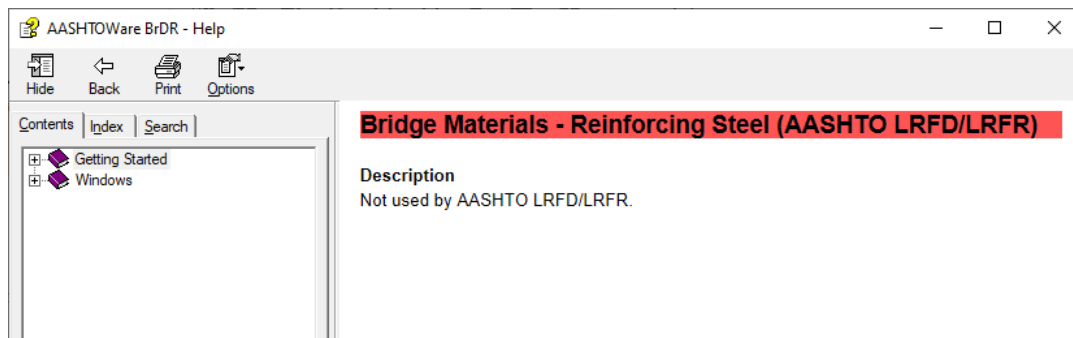 AASHTOWare BrDR - Help
Hide Back Print Options
Contents Index Search
Getting Started
Windows
Bridge Materials - Reinforcing Steel (AASHTO LRFD/LRFR)
Description
Not used by AASHTO LRFD/LRFR.